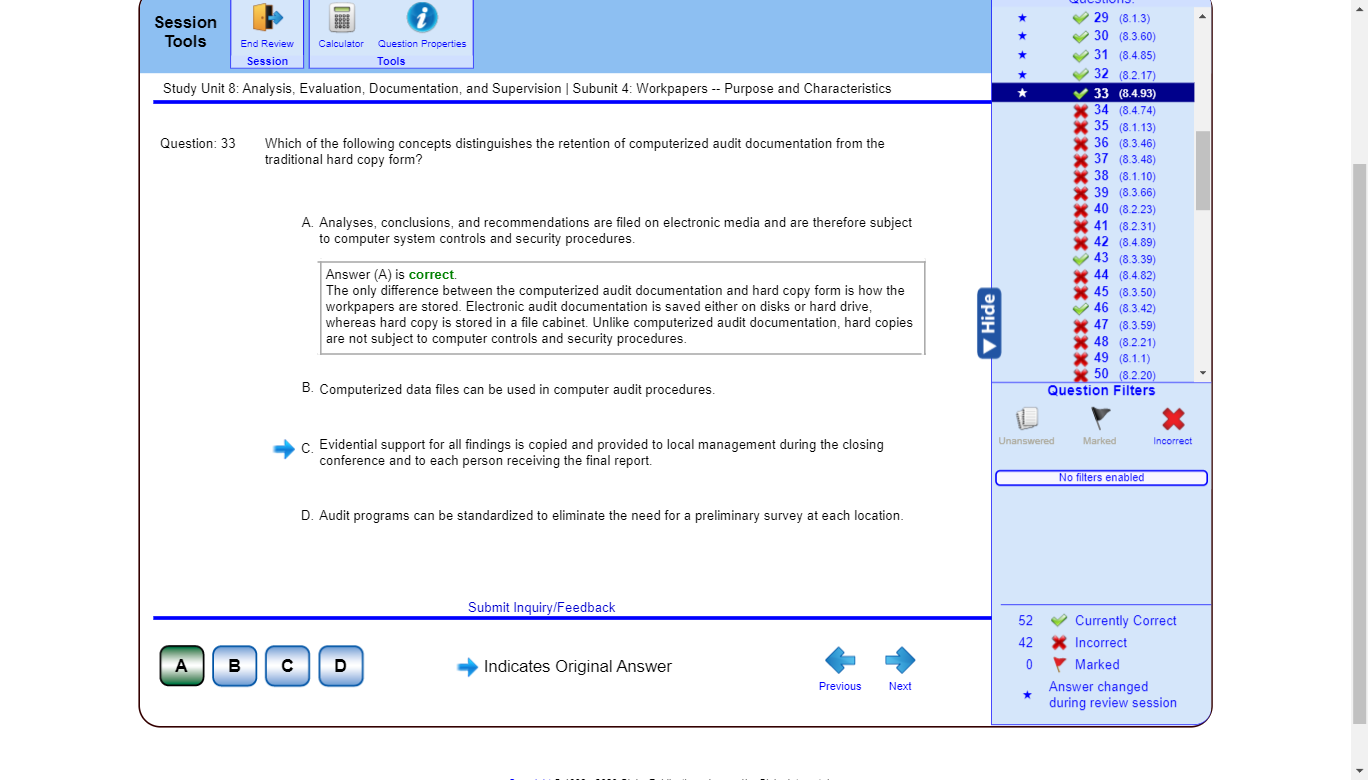 Session
Tools
End Review
Session
Calculator
Question Properties
Tools
Study Unit 8: Analysis, Evaluation, Documentation, and Supervision | Subunit 4: Workpapers -- Purpose and Characteristics
Question: 33
Which of the following concepts distinguishes the retention of computerized audit documentation from the
traditional hard copy form?
A. Analyses, conclusions, and recommendations are filed on electronic media and are therefore subject
to computer system controls and security procedures.
Answer (A) is correct.
The only difference between the computerized audit documentation and hard copy form is how the
workpapers are stored. Electronic audit documentation is saved either on disks or hard drive,
whereas hard copy is stored in a file cabinet. Unlike computerized audit documentation, hard copies
are not subject to computer controls and security procedures.
B. Computerized data files can be used in computer audit procedures.
C. Evidential support for all findings is copied and provided to local management during the closing
conference and to each person receiving the final report.
D. Audit programs can be standardized to eliminate the need for a preliminary survey at each location.
Submit Inquiry/Feedback
A B C D
Indicates Original Answer
Previous
Next
Questions:
29 (8.1.3)
30 (8.3.60)
31 (8.4.85)
32 (8.2.17)
33 (8.4.93)
34 (8.4.74)
35 (8.1.13)
36 (8.3.46)
37 (8.3.48)
38 (8.1.10)
39 (8.3.66)
40 (8.2.23)
41 (8.2.31)
42 (8.4.89)
43 (8.3.39)
44 (8.4.82)
45 (8.3.50)
46 (8.3.42)
47 (8.3.59)
48 (8.2.21)
49 (8.1.1)
50 (8.2.20)
Hide
Question Filters
Unanswered
Marked
Incorrect
No filters enabled
52 Currently Correct
42 Incorrect
0 Marked
Answer changed
during review session